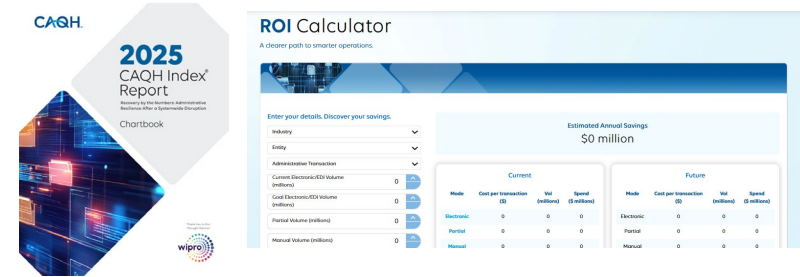 CAQH.
2025
CAQH Index®
Report
Recovery by the Numbers: Administrative
Resilience After a Systemwide Disruption
Chartbook
wipro
ROI Calculator
A clearer path to smarter operations.
Enter your details. Discover your savings.
Industry
Entity
Administrative Transaction
Current Electronic/EDI Volume
(millions)
0
Goal Electronic/EDI Volume
(millions)
0
Partial Volume (millions)
0
Manual Volume (millions)
0
Estimated Annual Savings
$0 million
Current
Mode Cost per transaction ($) Vol (millions) Spend ($ millions)
Electronic 0 0 0
Partial 0 0 0
Manual 0 0 0
Future
Mode Cost per transaction ($) Vol (millions) Spend ($ millions)
Electronic 0 0 0
Partial 0 0 0
Manual 0 0 0